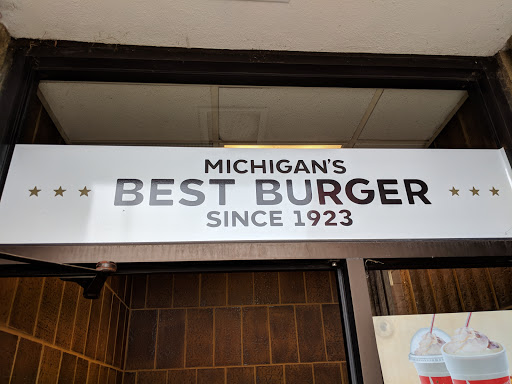 MICHIGAN'S
BEST BURGER
SINCE 1923